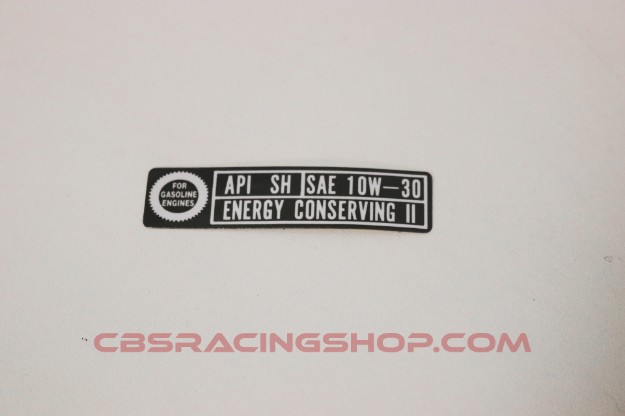 FOR
GASOLINE
ENGINES
API SH SAE 10W-30
ENERGY CONSERVING II
CBSRACINGSHOP.COM